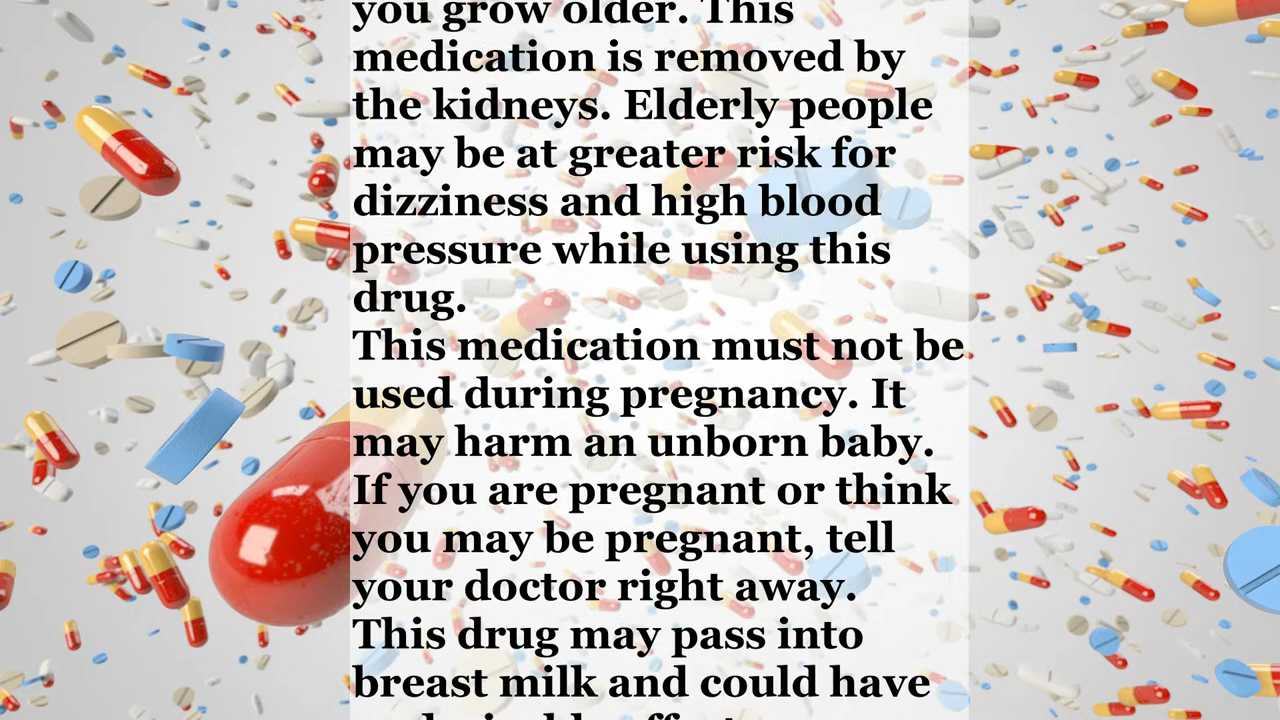 you grow older. This
medication is removed by
the kidneys. Elderly people
may be at greater risk for
dizziness and high blood
pressure while using this
drug.
This medication must not be
used during pregnancy. It
may harm an unborn baby.
If you are pregnant or think
you may be pregnant, tell
your doctor right away.
This drug may pass into
breast milk and could have